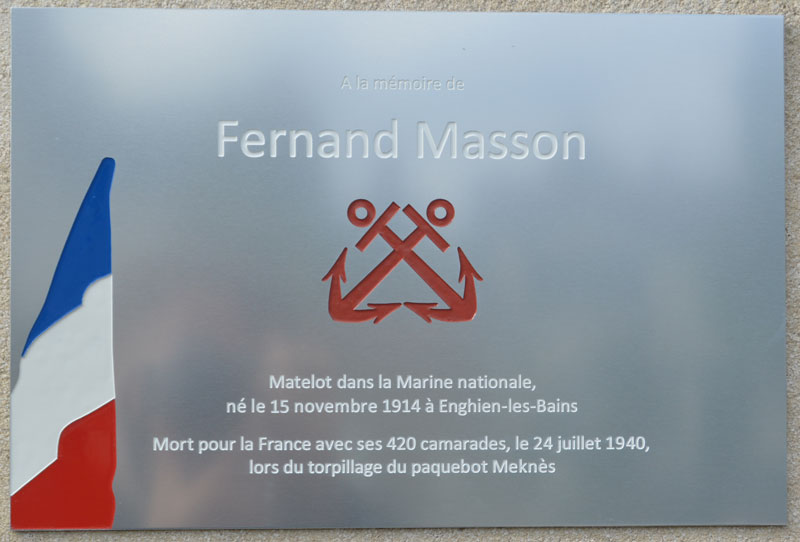 A la mémoire de
Fernand Masson
Matelot dans la Marine nationale,
né le 15 novembre 1914 à Enghien-les-Bains
Mort pour la France avec ses 420 camarades, le 24 juillet 1940,
lors du torpillage du paquebot Meknès